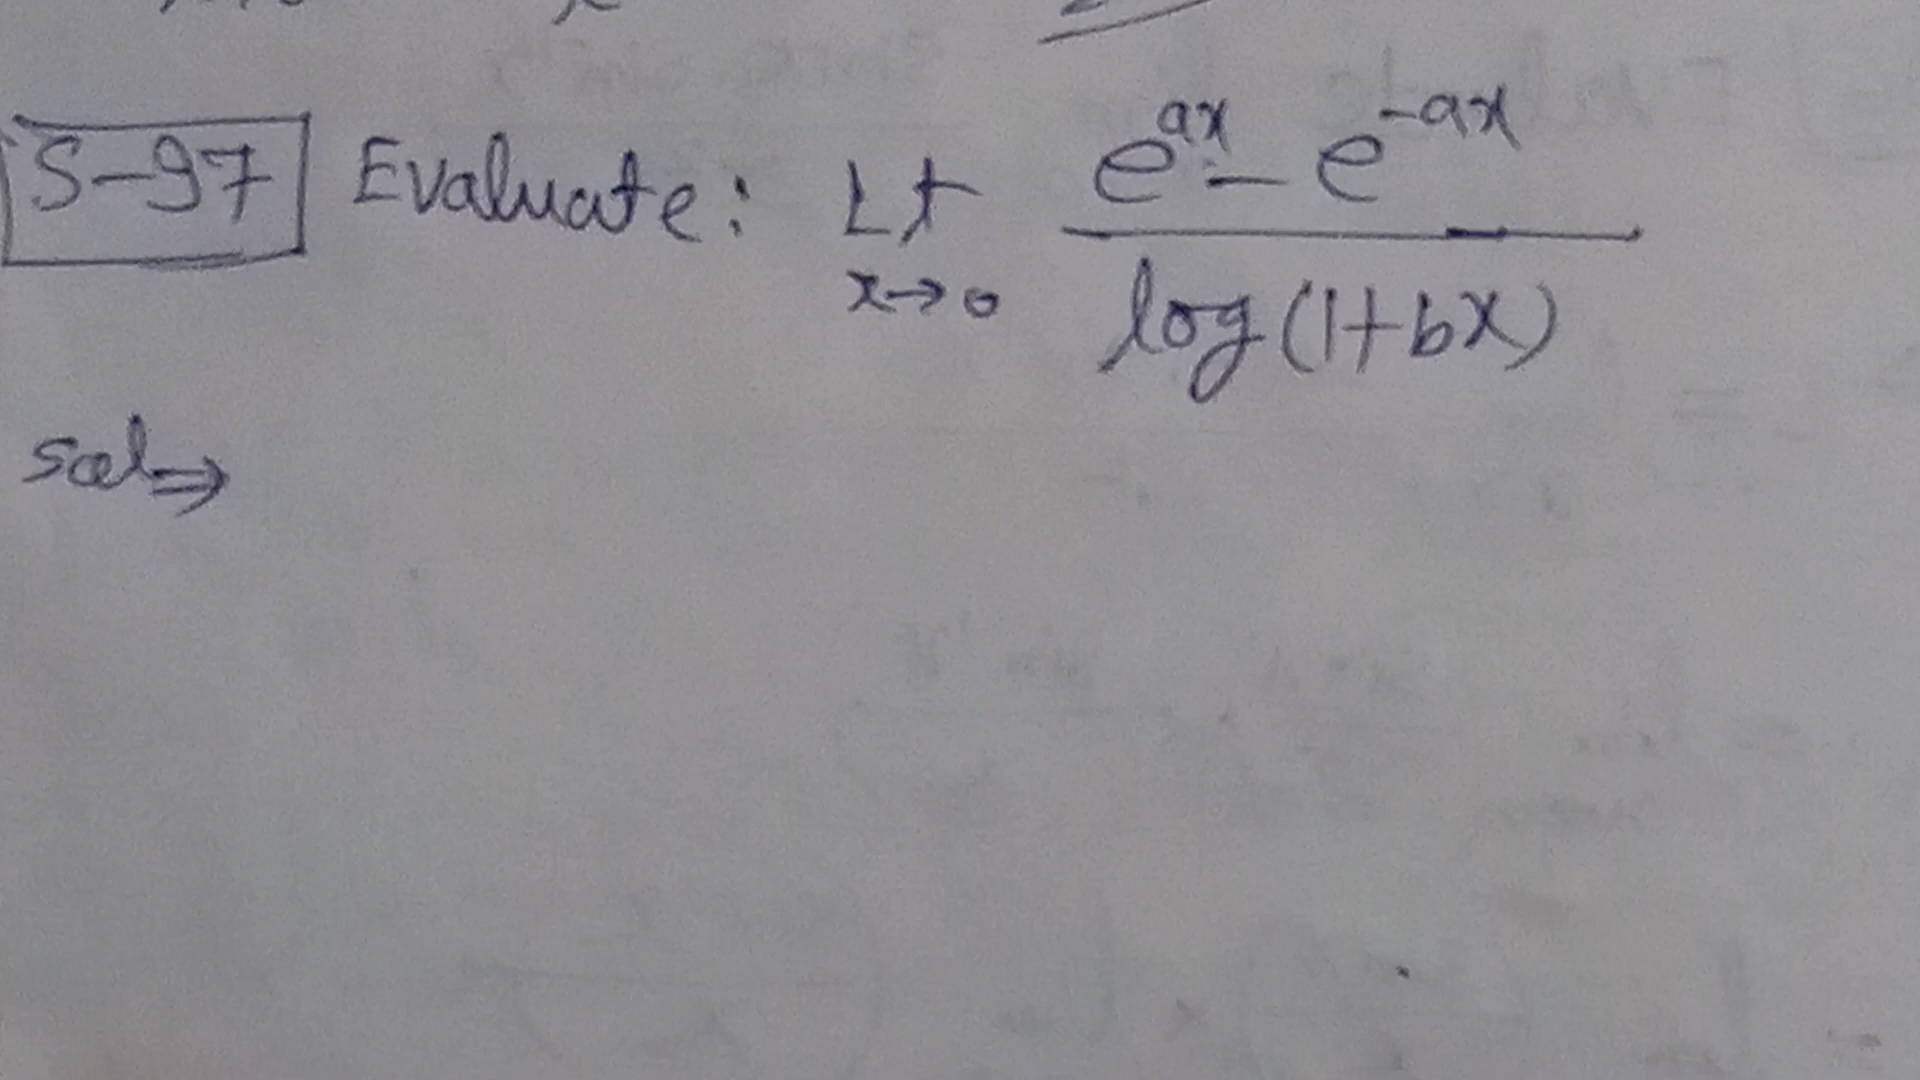 S-97 Evaluate: Lt x→0 e^ax - e^-ax / log(1+bx)
Sol⇒